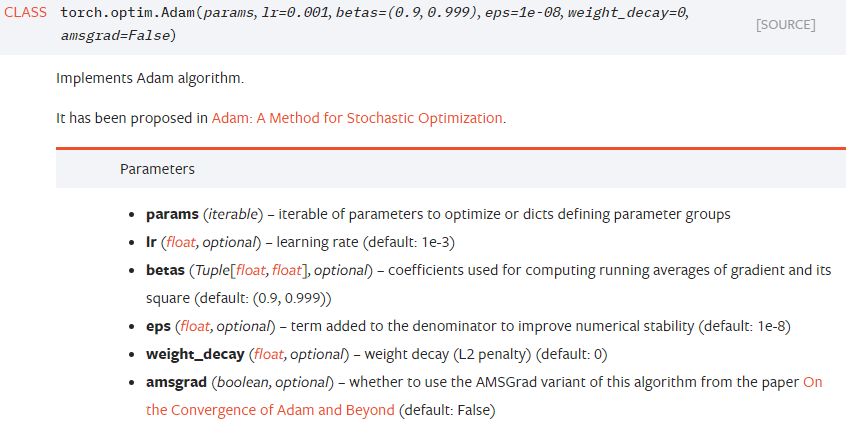 CLASS torch.optim.Adam(params, lr=0.001, betas=(0.9, 0.999), eps=1e-08, weight_decay=0,
amsgrad=False)
[SOURCE]
Implements Adam algorithm.
It has been proposed in Adam: A Method for Stochastic Optimization.
Parameters
• params (iterable) – iterable of parameters to optimize or dicts defining parameter groups
• lr (float, optional) – learning rate (default: 1e-3)
• betas (Tuple[float, float], optional) – coefficients used for computing running averages of gradient and its
square (default: (0.9, 0.999))
• eps (float, optional) – term added to the denominator to improve numerical stability (default: 1e-8)
• weight_decay (float, optional) – weight decay (L2 penalty) (default: 0)
• amsgrad (boolean, optional) – whether to use the AMSGrad variant of this algorithm from the paper On
the Convergence of Adam and Beyond (default: False)